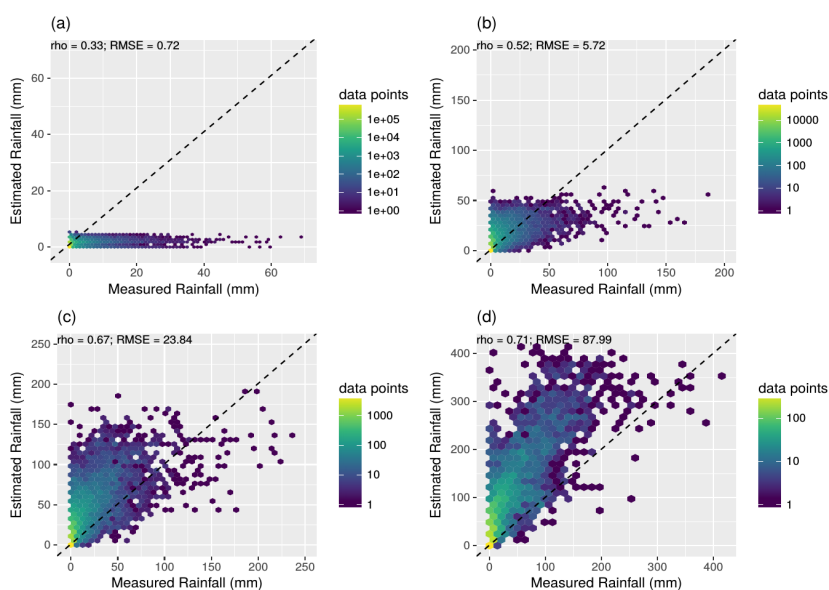 (a)
rho = 0.33; RMSE = 0.72
Estimated Rainfall (mm)
60
40
20
0
0 20 40 60
Measured Rainfall (mm)
data points
1e+05
1e+04
1e+03
1e+02
1e+01
1e+00
(b)
rho = 0.52; RMSE = 5.72
Estimated Rainfall (mm)
200
150
100
50
0
0 50 100 150 200
Measured Rainfall (mm)
data points
10000
1000
100
10
1
(c)
rho = 0.67; RMSE = 23.84
Estimated Rainfall (mm)
250
200
150
100
50
0
0 50 100 150 200 250
Measured Rainfall (mm)
data points
1000
100
10
1
(d)
rho = 0.71; RMSE = 87.99
Estimated Rainfall (mm)
400
300
200
100
0
0 100 200 300 400
Measured Rainfall (mm)
data points
100
10
1